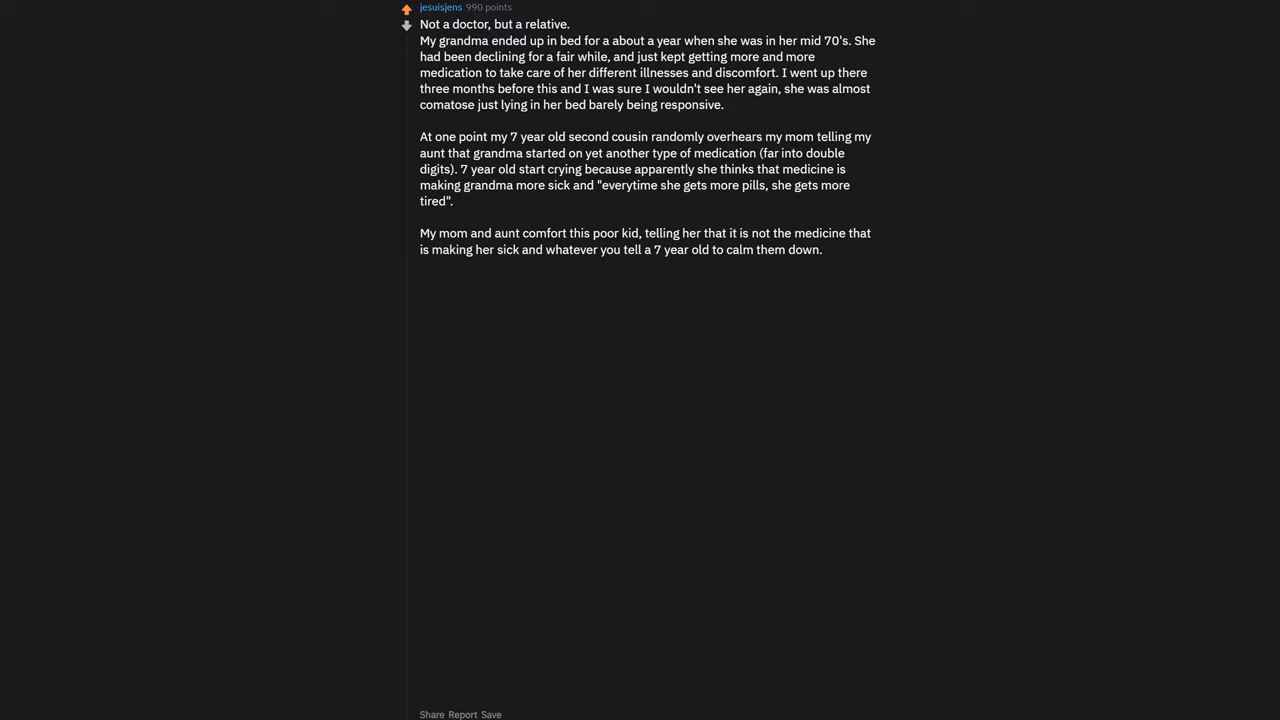 jesuisjens 990 points
Not a doctor, but a relative.
My grandma ended up in bed for a about a year when she was in her mid 70's. She
had been declining for a fair while, and just kept getting more and more
medication to take care of her different illnesses and discomfort. I went up there
three months before this and I was sure I wouldn't see her again, she was almost
comatose just lying in her bed barely being responsive.
At one point my 7 year old second cousin randomly overhears my mom telling my
aunt that grandma started on yet another type of medication (far into double
digits). 7 year old start crying because apparently she thinks that medicine is
making grandma more sick and "everytime she gets more pills, she gets more
tired".
My mom and aunt comfort this poor kid, telling her that it is not the medicine that
is making her sick and whatever you tell a 7 year old to calm them down.
Share Report Save